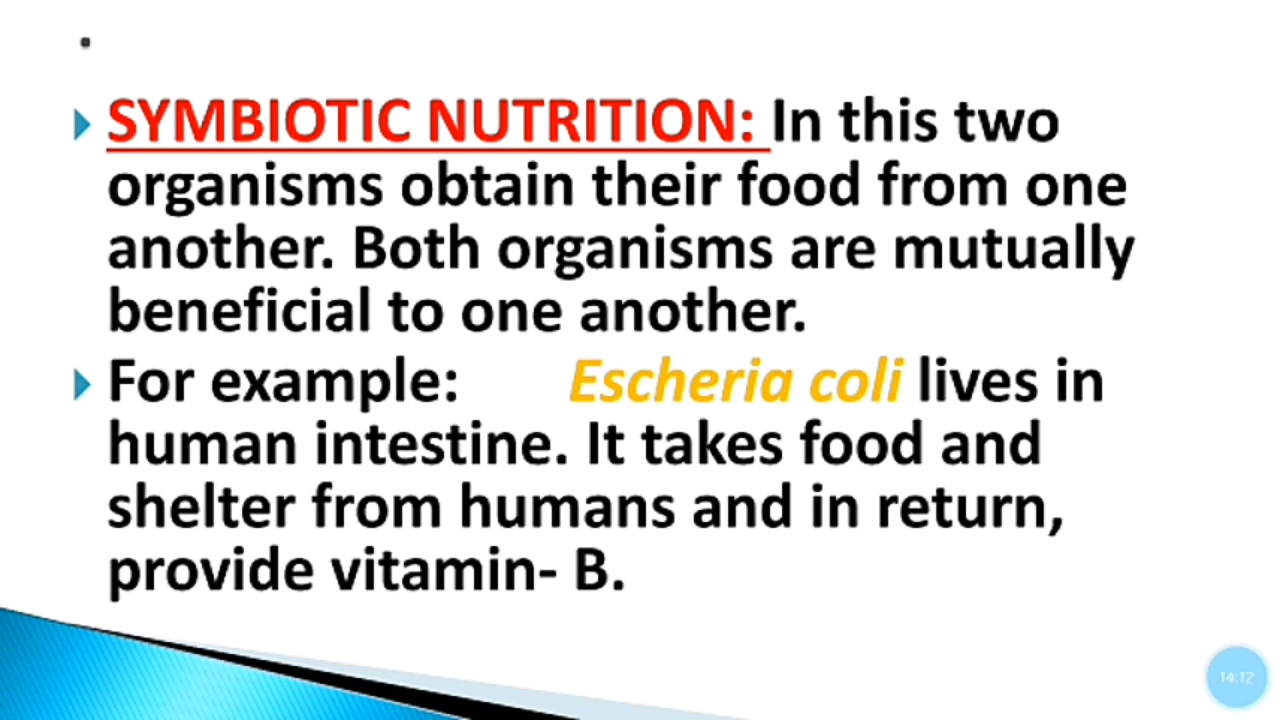 SYMBIOTIC NUTRITION: In this two
organisms obtain their food from one
another. Both organisms are mutually
beneficial to one another.
For example: Escheria coli lives in
human intestine. It takes food and
shelter from humans and in return,
provide vitamin- B.
14:12